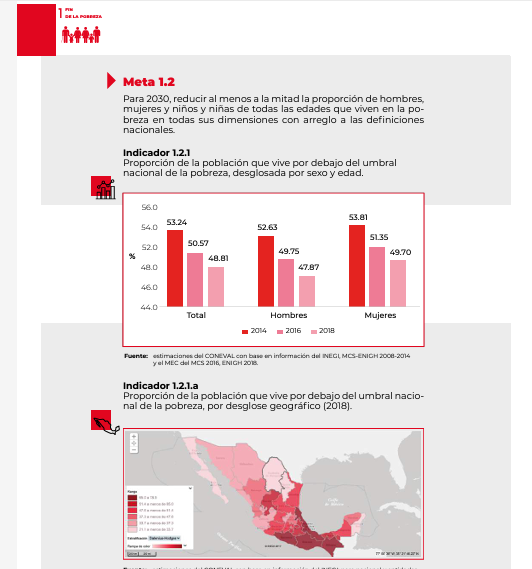 1 FIN
DE LA POBREZA
Meta 1.2
Para 2030, reducir al menos a la mitad la proporción de hombres,
mujeres y niños y niñas de todas las edades que viven en la po-
breza en todas sus dimensiones con arreglo a las definiciones
nacionales.
Indicador 1.2.1
Proporción de la población que vive por debajo del umbral
nacional de la pobreza, desglosada por sexo y edad.
56.0
54.0
52.0
%
48.0
46.0
44.0
53.24
50.57
48.81
52.63
49.75
47.87
53.81
51.35
49.70
Total
Hombres
Mujeres
2014
2016
2018
Fuente: estimaciones del CONEVAL con base en información del INEGI, MCS-ENIGH 2008-2014
y el MEC del MCS 2016, ENIGH 2018.
Indicador 1.2.1.a
Proporción de la población que vive por debajo del umbral nacio-
nal de la pobreza, por desglose geográfico (2018).